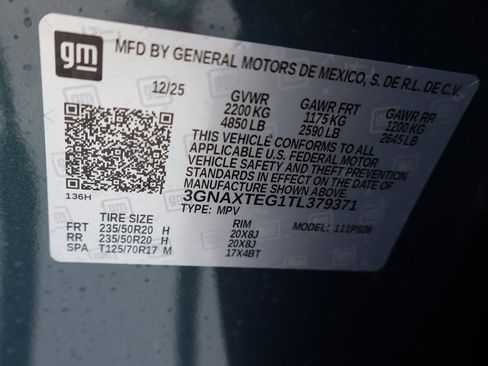 gm
MFD BY GENERAL MOTORS DE MEXICO, S. DE R.L. DE C.V.
12/25 GVWR GAWR FRT GAWR RR
2200 KG 1175 KG 1200 KG
4850 LB 2590 LB 2645 LB
THIS VEHICLE CONFORMS TO ALL
APPLICABLE U.S. FEDERAL MOTOR
VEHICLE SAFETY AND THEFT PREVENTION
STANDARDS IN EFFECT ON THE DATE OF
MANUFACTURE SHOWN ABOVE
136H
3GNAXTEG1TL379371
TYPE: MPV
TIRE SIZE RIM MODEL: 111PS26
FRT 235/50R20 H 20X8J
RR 235/50R20 H 20X8J
SPA T125/70R17 M 17X4BT